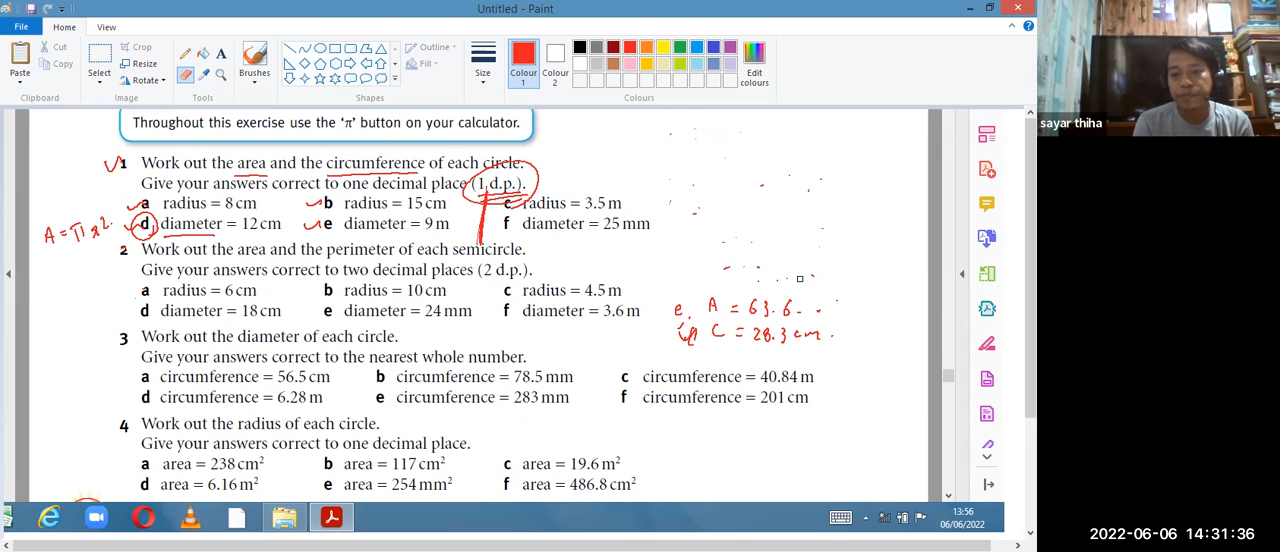 Untitled - Paint
File Home View
Paste
Cut
Copy
Clipboard
Select
Crop
Resize
Rotate
Image
A
Tools
Brushes
Outline
Fill
Shapes
Size
Colour 1
Colour 2
Edit colours
Colours
sayar thiha
Throughout this exercise use the 'π' button on your calculator.
1 Work out the area and the circumference of each circle.
Give your answers correct to one decimal place (1 d.p.).
a radius = 8 cm b radius = 15 cm c radius = 3.5 m
d diameter = 12 cm e diameter = 9 m f diameter = 25 mm
2 Work out the area and the perimeter of each semicircle.
Give your answers correct to two decimal places (2 d.p.).
a radius = 6 cm b radius = 10 cm c radius = 4.5 m
d diameter = 18 cm e diameter = 24 mm f diameter = 3.6 m
3 Work out the diameter of each circle.
Give your answers correct to the nearest whole number.
a circumference = 56.5 cm b circumference = 78.5 mm c circumference = 40.84 m
d circumference = 6.28 m e circumference = 283 mm f circumference = 201 cm
4 Work out the radius of each circle.
Give your answers correct to one decimal place.
a area = 238 cm² b area = 117 cm² c area = 19.6 m²
d area = 6.16 m² e area = 254 mm² f area = 486.8 cm²
A = π r².
e. A = 63.6
C = 28.3 cm.
13:56
06/06/2022
2022-06-06 14:31:36